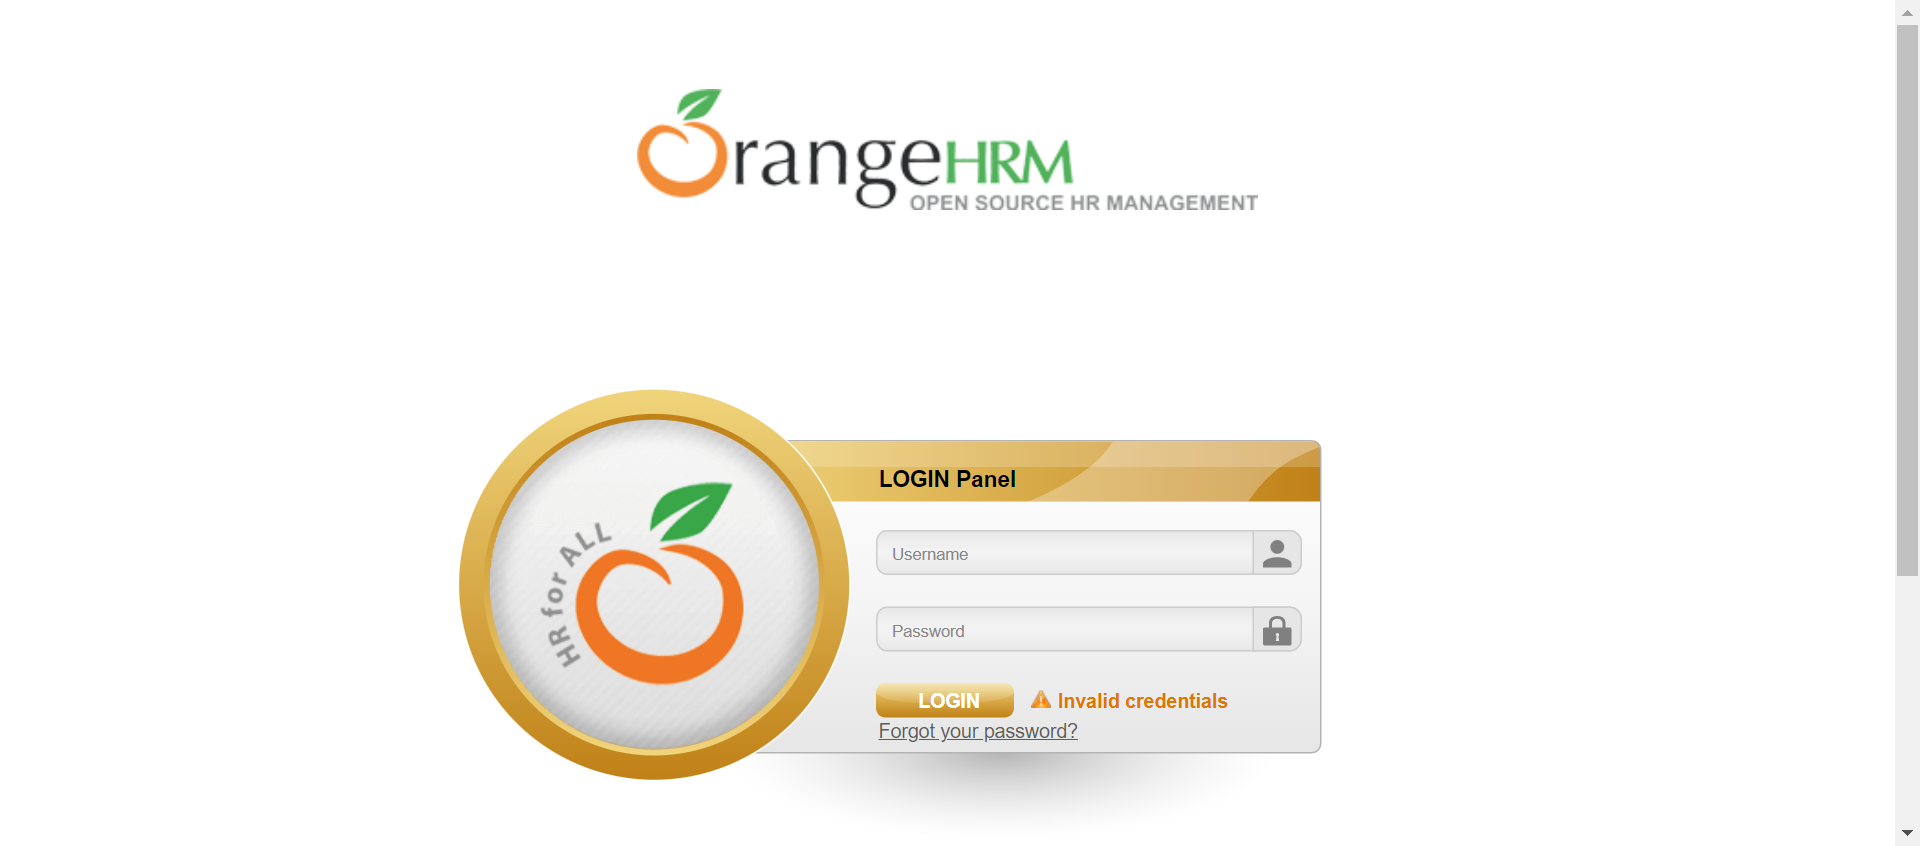 OrangeHRM
OPEN SOURCE HR MANAGEMENT
HR for ALL
LOGIN Panel
Username
Password
LOGIN
Invalid credentials
Forgot your password?